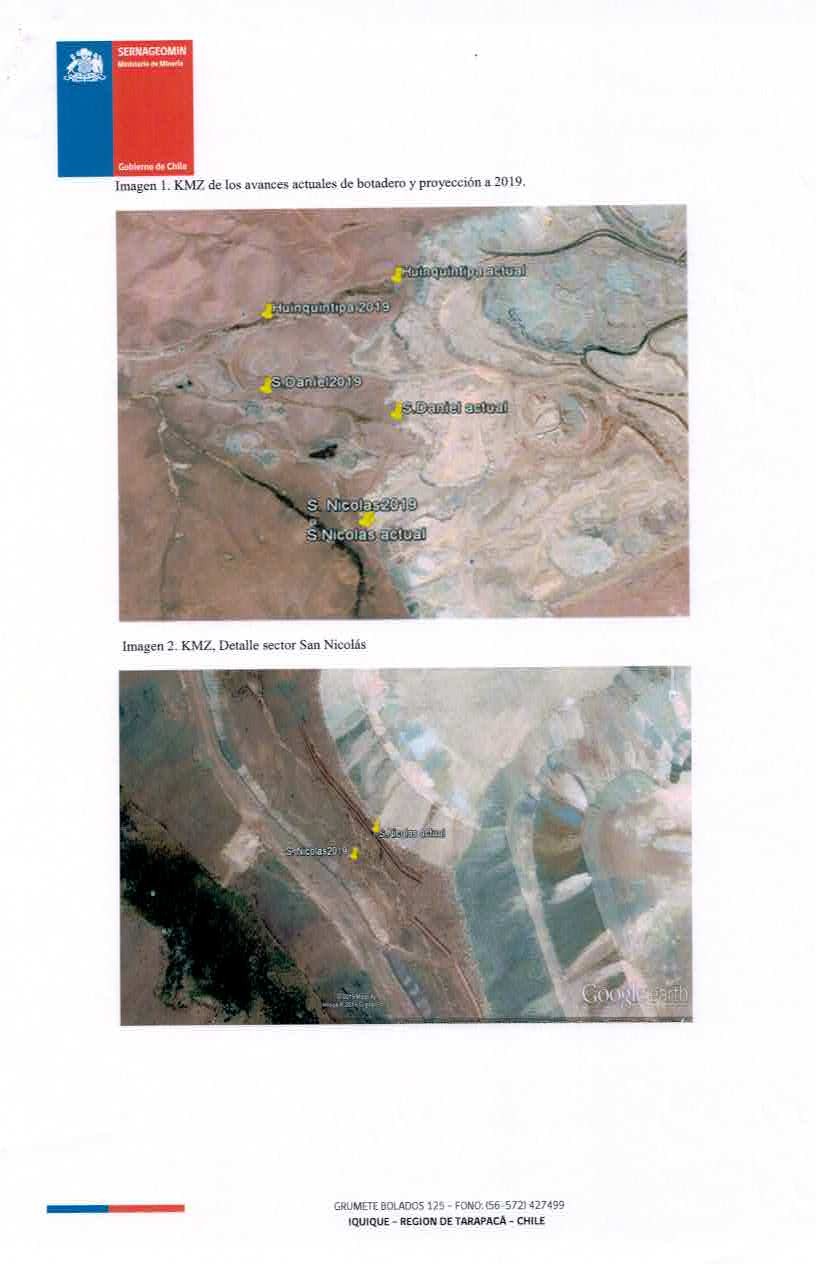 SERNAGEOMIN
Ministerio de Minería
Gobierno de Chile
Imagen 1. KMZ de los avances actuales de botadero y proyección a 2019.
Huinquintipa actual
Huinquintipa 2019
S.Daniel2019
S.Daniel actual
S. Nicolas2019
S.Nicolas actual
Imagen 2. KMZ, Detalle sector San Nicolás
S.Nicolas actual
S.Nicolas2019
Google earth
GRUMETE BOLADOS 125 – FONO: (56-572) 427499
IQUIQUE – REGION DE TARAPACÁ – CHILE